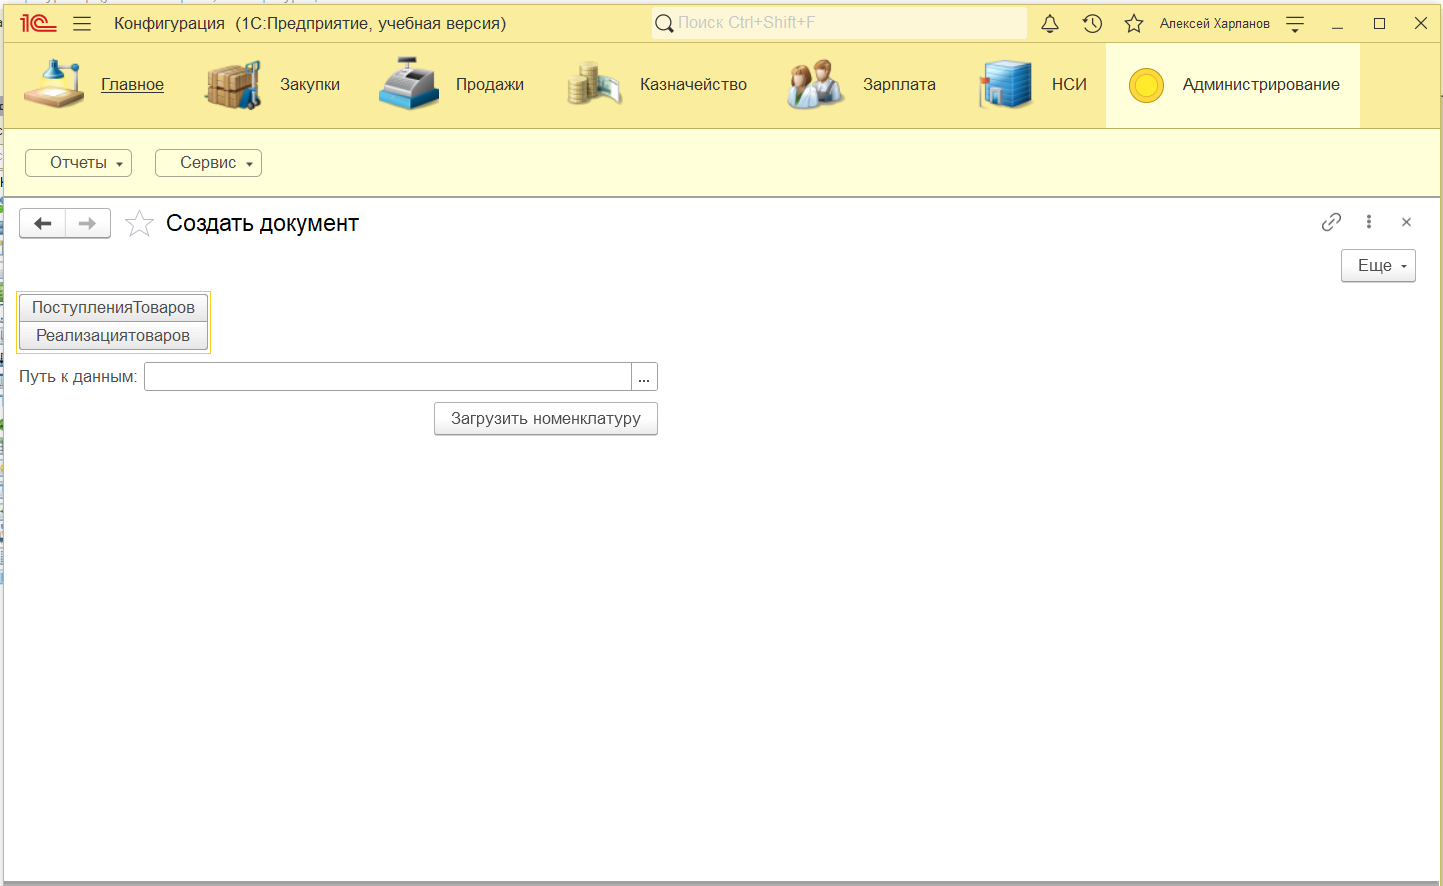 1С Конфигурация (1С:Предприятие, учебная версия) Поиск Ctrl+Shift+F Алексей Харланов
Главное Закупки Продажи Казначейство Зарплата НСИ Администрирование
Отчеты Сервис
Создать документ
Еще
ПоступленияТоваров
Реализациятоваров
Путь к данным: ...
Загрузить номенклатуру